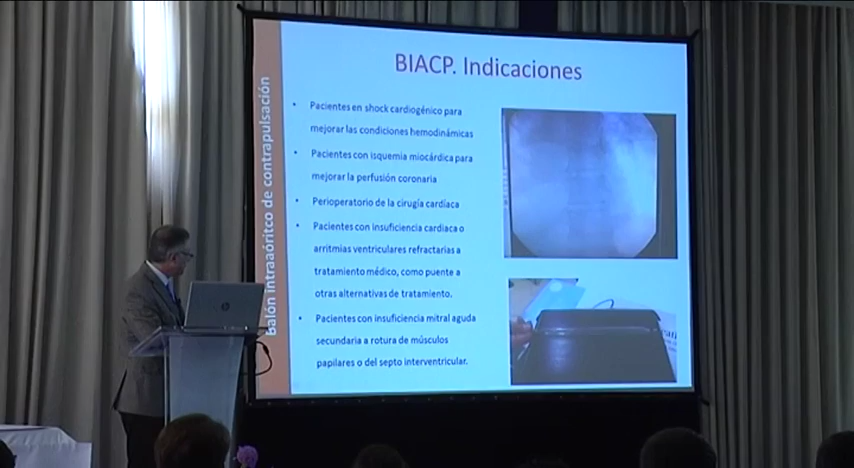 BIACP. Indicaciones
Balón intraaóritco de contrapulsación
• Pacientes en shock cardiogénico para
mejorar las condiciones hemodinámicas
• Pacientes con isquemia miocárdica para
mejorar la perfusión coronaria
• Perioperatorio de la cirugía cardiaca
• Pacientes con insuficiencia cardiaca o
arritmias ventriculares refractarias a
tratamiento médico, como puente a
otras alternativas de tratamiento.
• Pacientes con insuficiencia mitral aguda
secundaria a rotura de músculos
papilares o del septo interventricular.
hp